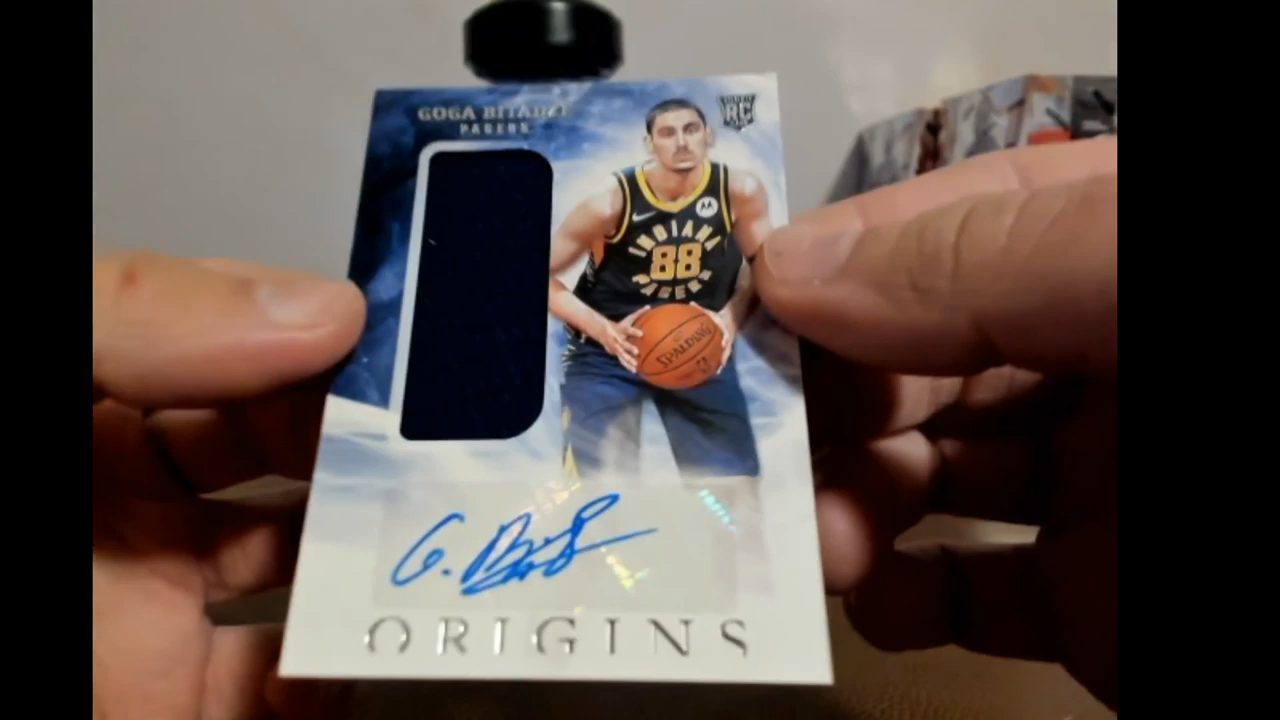 GOGA BITADZE
PACERS
RC
INDIANA
88
PACERS
SPALDING
G. B
ORIGINS